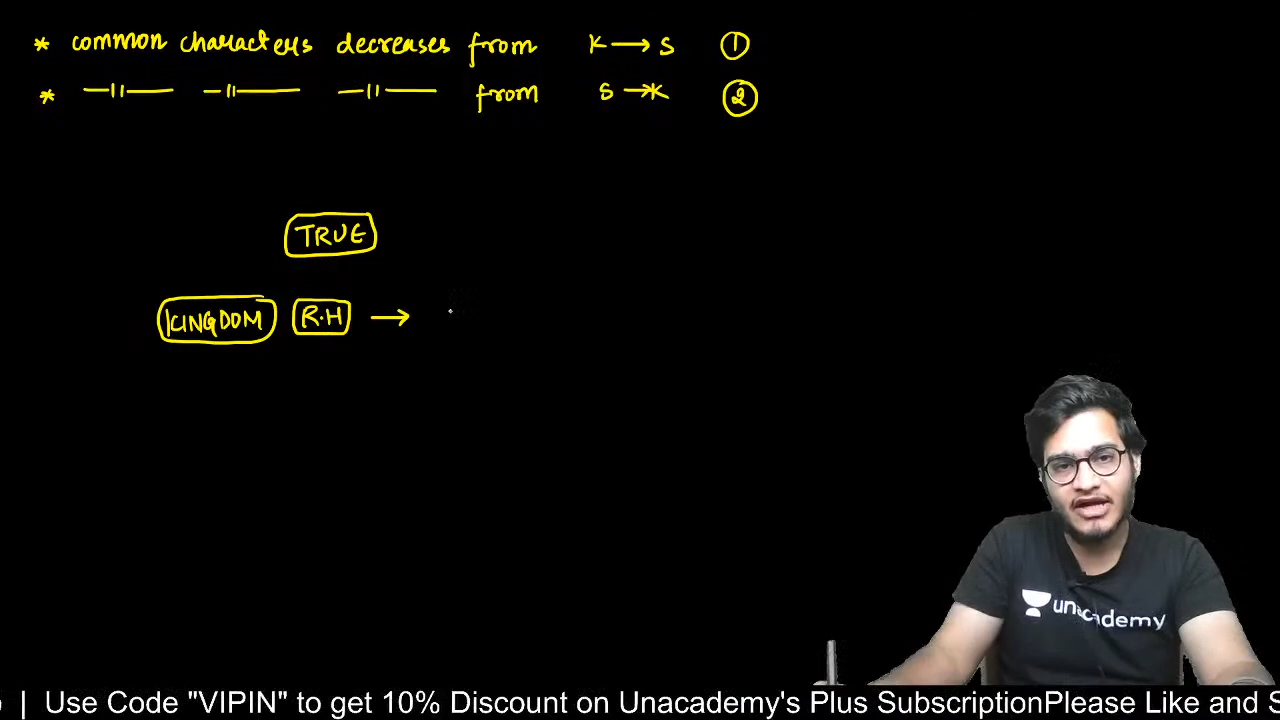 * common characters decreases from K → S ①
* —||— —||— —||— from S → K ②
TRUE
KINGDOM R.H →
unacademy
| Use Code "VIPIN" to get 10% Discount on Unacademy's Plus SubscriptionPlease Like and S